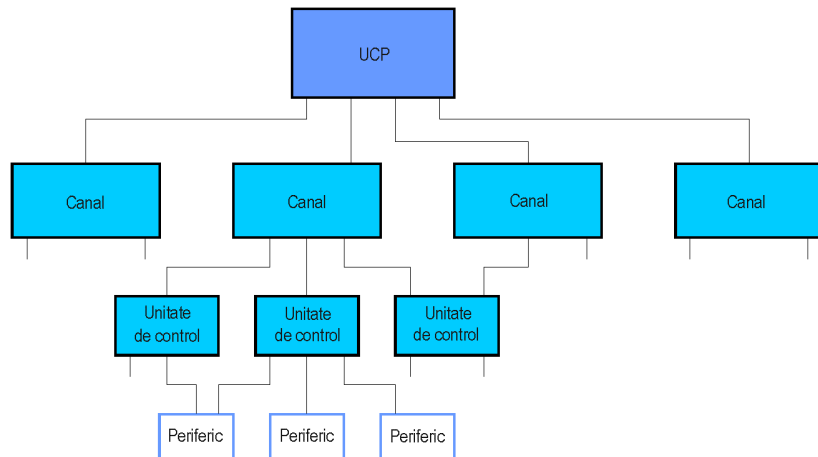 UCP
Canal
Canal
Canal
Canal
Unitate
de control
Unitate
de control
Unitate
de control
Periferic
Periferic
Periferic